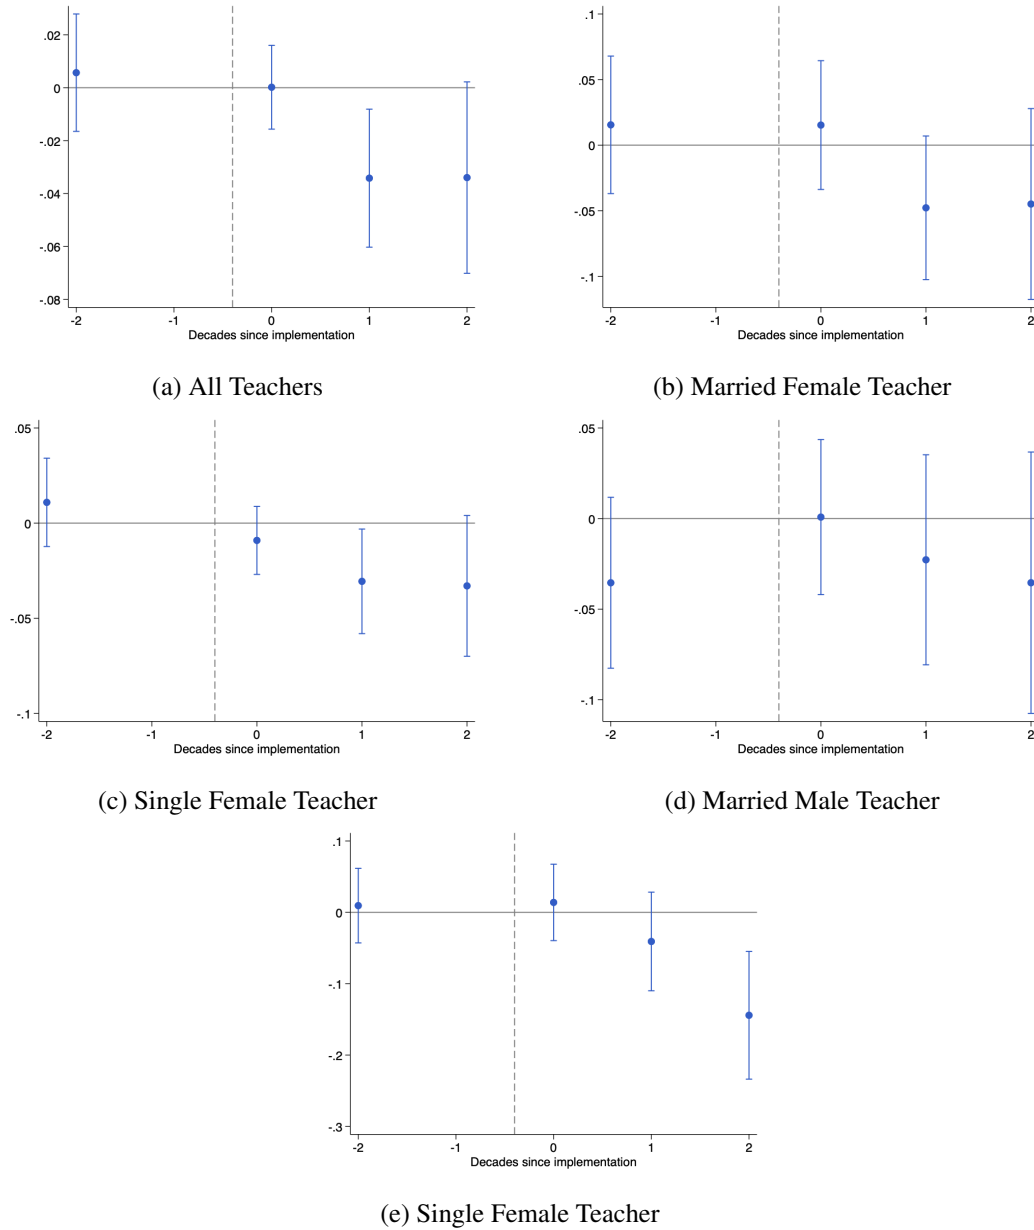 .02
0
-.02
-.04
-.06
-.08
-2 -1 0 1 2
Decades since implementation
(a) All Teachers
.1
.05
0
-.05
-.1
-2 -1 0 1 2
Decades since implementation
(b) Married Female Teacher
.05
0
-.05
-.1
-2 -1 0 1 2
Decades since implementation
(c) Single Female Teacher
.05
0
-.05
-.1
-2 -1 0 1 2
Decades since implementation
(d) Married Male Teacher
.1
0
-.1
-.2
-.3
-2 -1 0 1 2
Decades since implementation
(e) Single Female Teacher